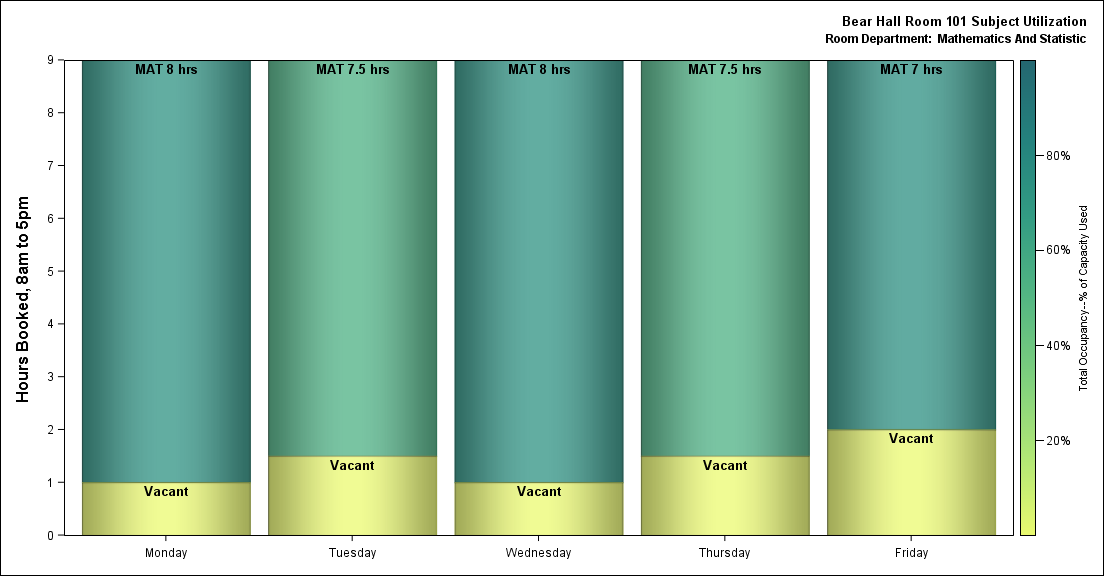 Bear Hall Room 101 Subject Utilization
Room Department: Mathematics And Statistic
Hours Booked, 8am to 5pm
9
8
7
6
5
4
3
2
1
0
MAT 8 hrs
MAT 7.5 hrs
MAT 8 hrs
MAT 7.5 hrs
MAT 7 hrs
Vacant
Vacant
Vacant
Vacant
Vacant
Monday
Tuesday
Wednesday
Thursday
Friday
80%
60%
40%
20%
Total Occupancy--% of Capacity Used